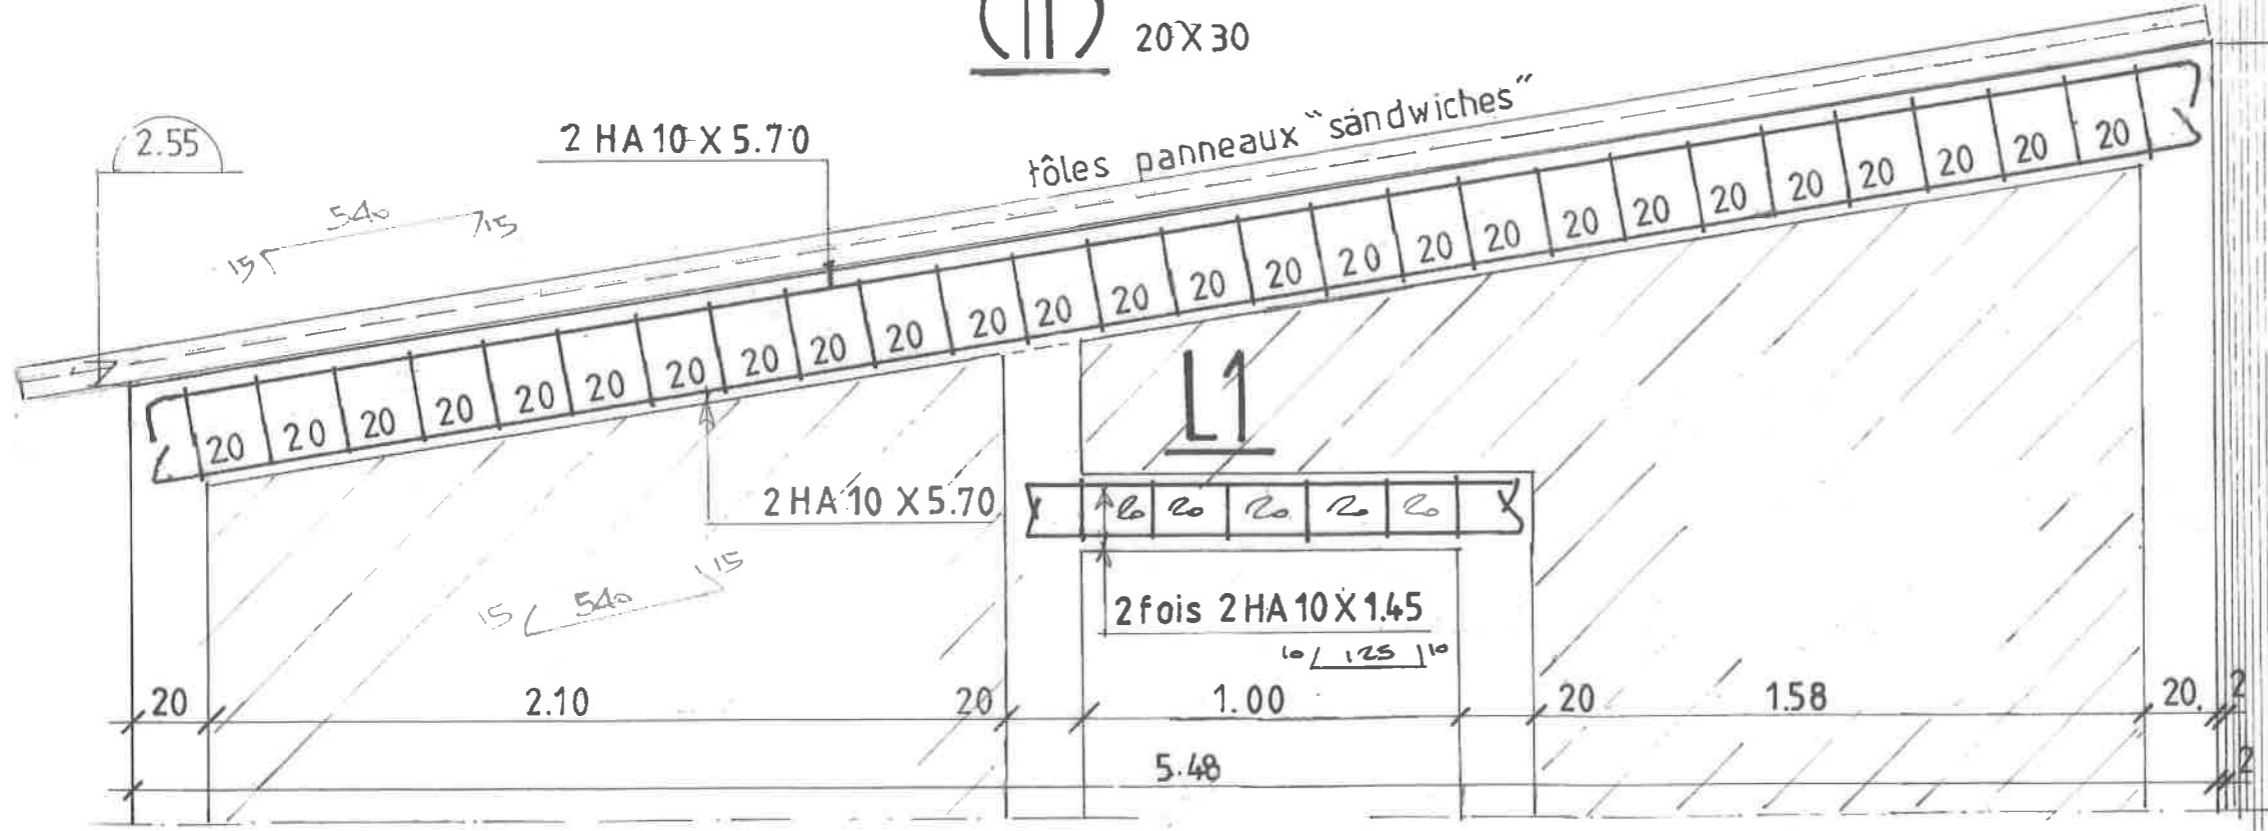 (II) 20X30
2.55
2 HA 10 X 5.70
tôles panneaux "sandwiches"
15 540 15
20 20 20 20 20 20 20 20 20 20 20 20 20 20 20 20 20 20 20 20 20 20 20 20 20 20
L1
2 HA 10 X 5.70
20 20 20 20 20
15 540 15
2 fois 2 HA 10 X 1.45
10 125 10
20 2.10 20 1.00 20 1.58 20 2
5.48 2